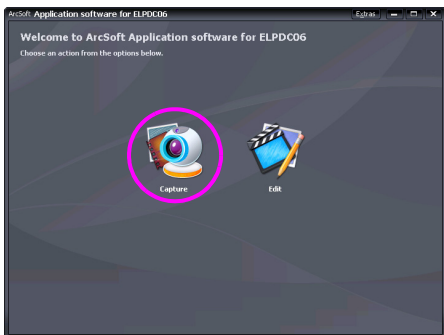 ArcSoft Application software for ELPDC06
Extras
Welcome to ArcSoft Application software for ELPDC06
Choose an action from the options below.
Capture
Edit